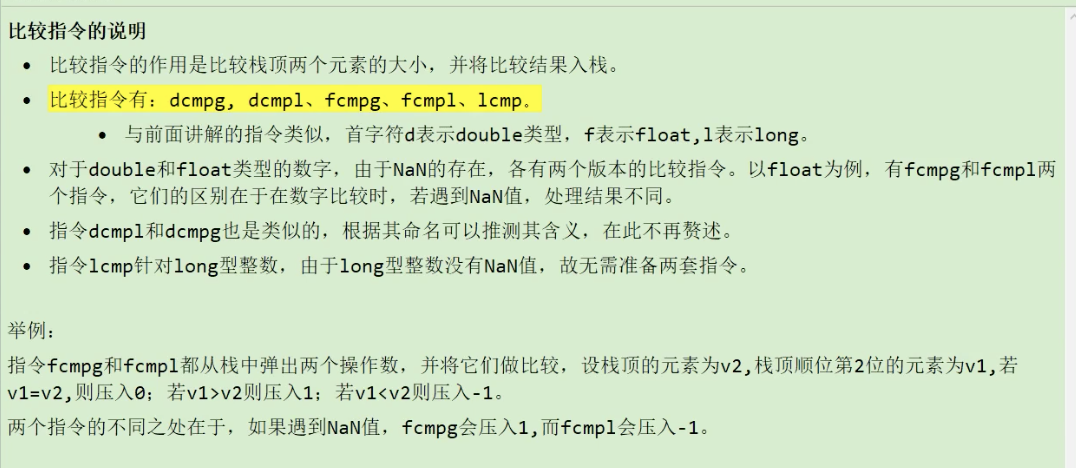 比较指令的说明
• 比较指令的作用是比较栈顶两个元素的大小，并将比较结果入栈。
• 比较指令有：dcmpg, dcmpl、fcmpg、fcmpl、lcmp。
• 与前面讲解的指令类似，首字符d表示double类型，f表示float,l表示long。
• 对于double和float类型的数字，由于NaN的存在，各有两个版本的比较指令。以float为例，有fcmpg和fcmpl两
个指令，它们的区别在于在数字比较时，若遇到NaN值，处理结果不同。
• 指令dcmpl和dcmpg也是类似的，根据其命名可以推测其含义，在此不再赘述。
• 指令lcmp针对long型整数，由于long型整数没有NaN值，故无需准备两套指令。
举例：
指令fcmpg和fcmpl都从栈中弹出两个操作数，并将它们做比较，设栈顶的元素为v2,栈顶顺位第2位的元素为v1,若
v1=v2,则压入0；若v1>v2则压入1；若v1<v2则压入-1。
两个指令的不同之处在于，如果遇到NaN值，fcmpg会压入1,而fcmpl会压入-1。